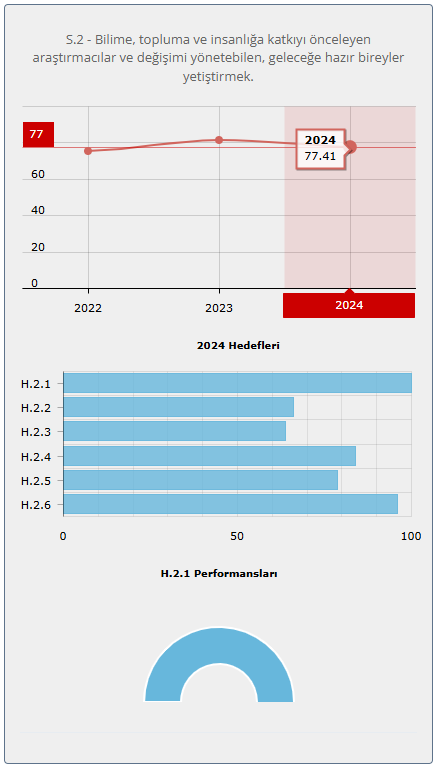 S.2 - Bilime, topluma ve insanlığa katkıyı önceleyen
araştırmacılar ve değişimi yönetebilen, geleceğe hazır bireyler
yetiştirmek.
77
2024
77.41
60
40
20
0
2022
2023
2024
2024 Hedefleri
H.2.1
H.2.2
H.2.3
H.2.4
H.2.5
H.2.6
0
50
100
H.2.1 Performansları